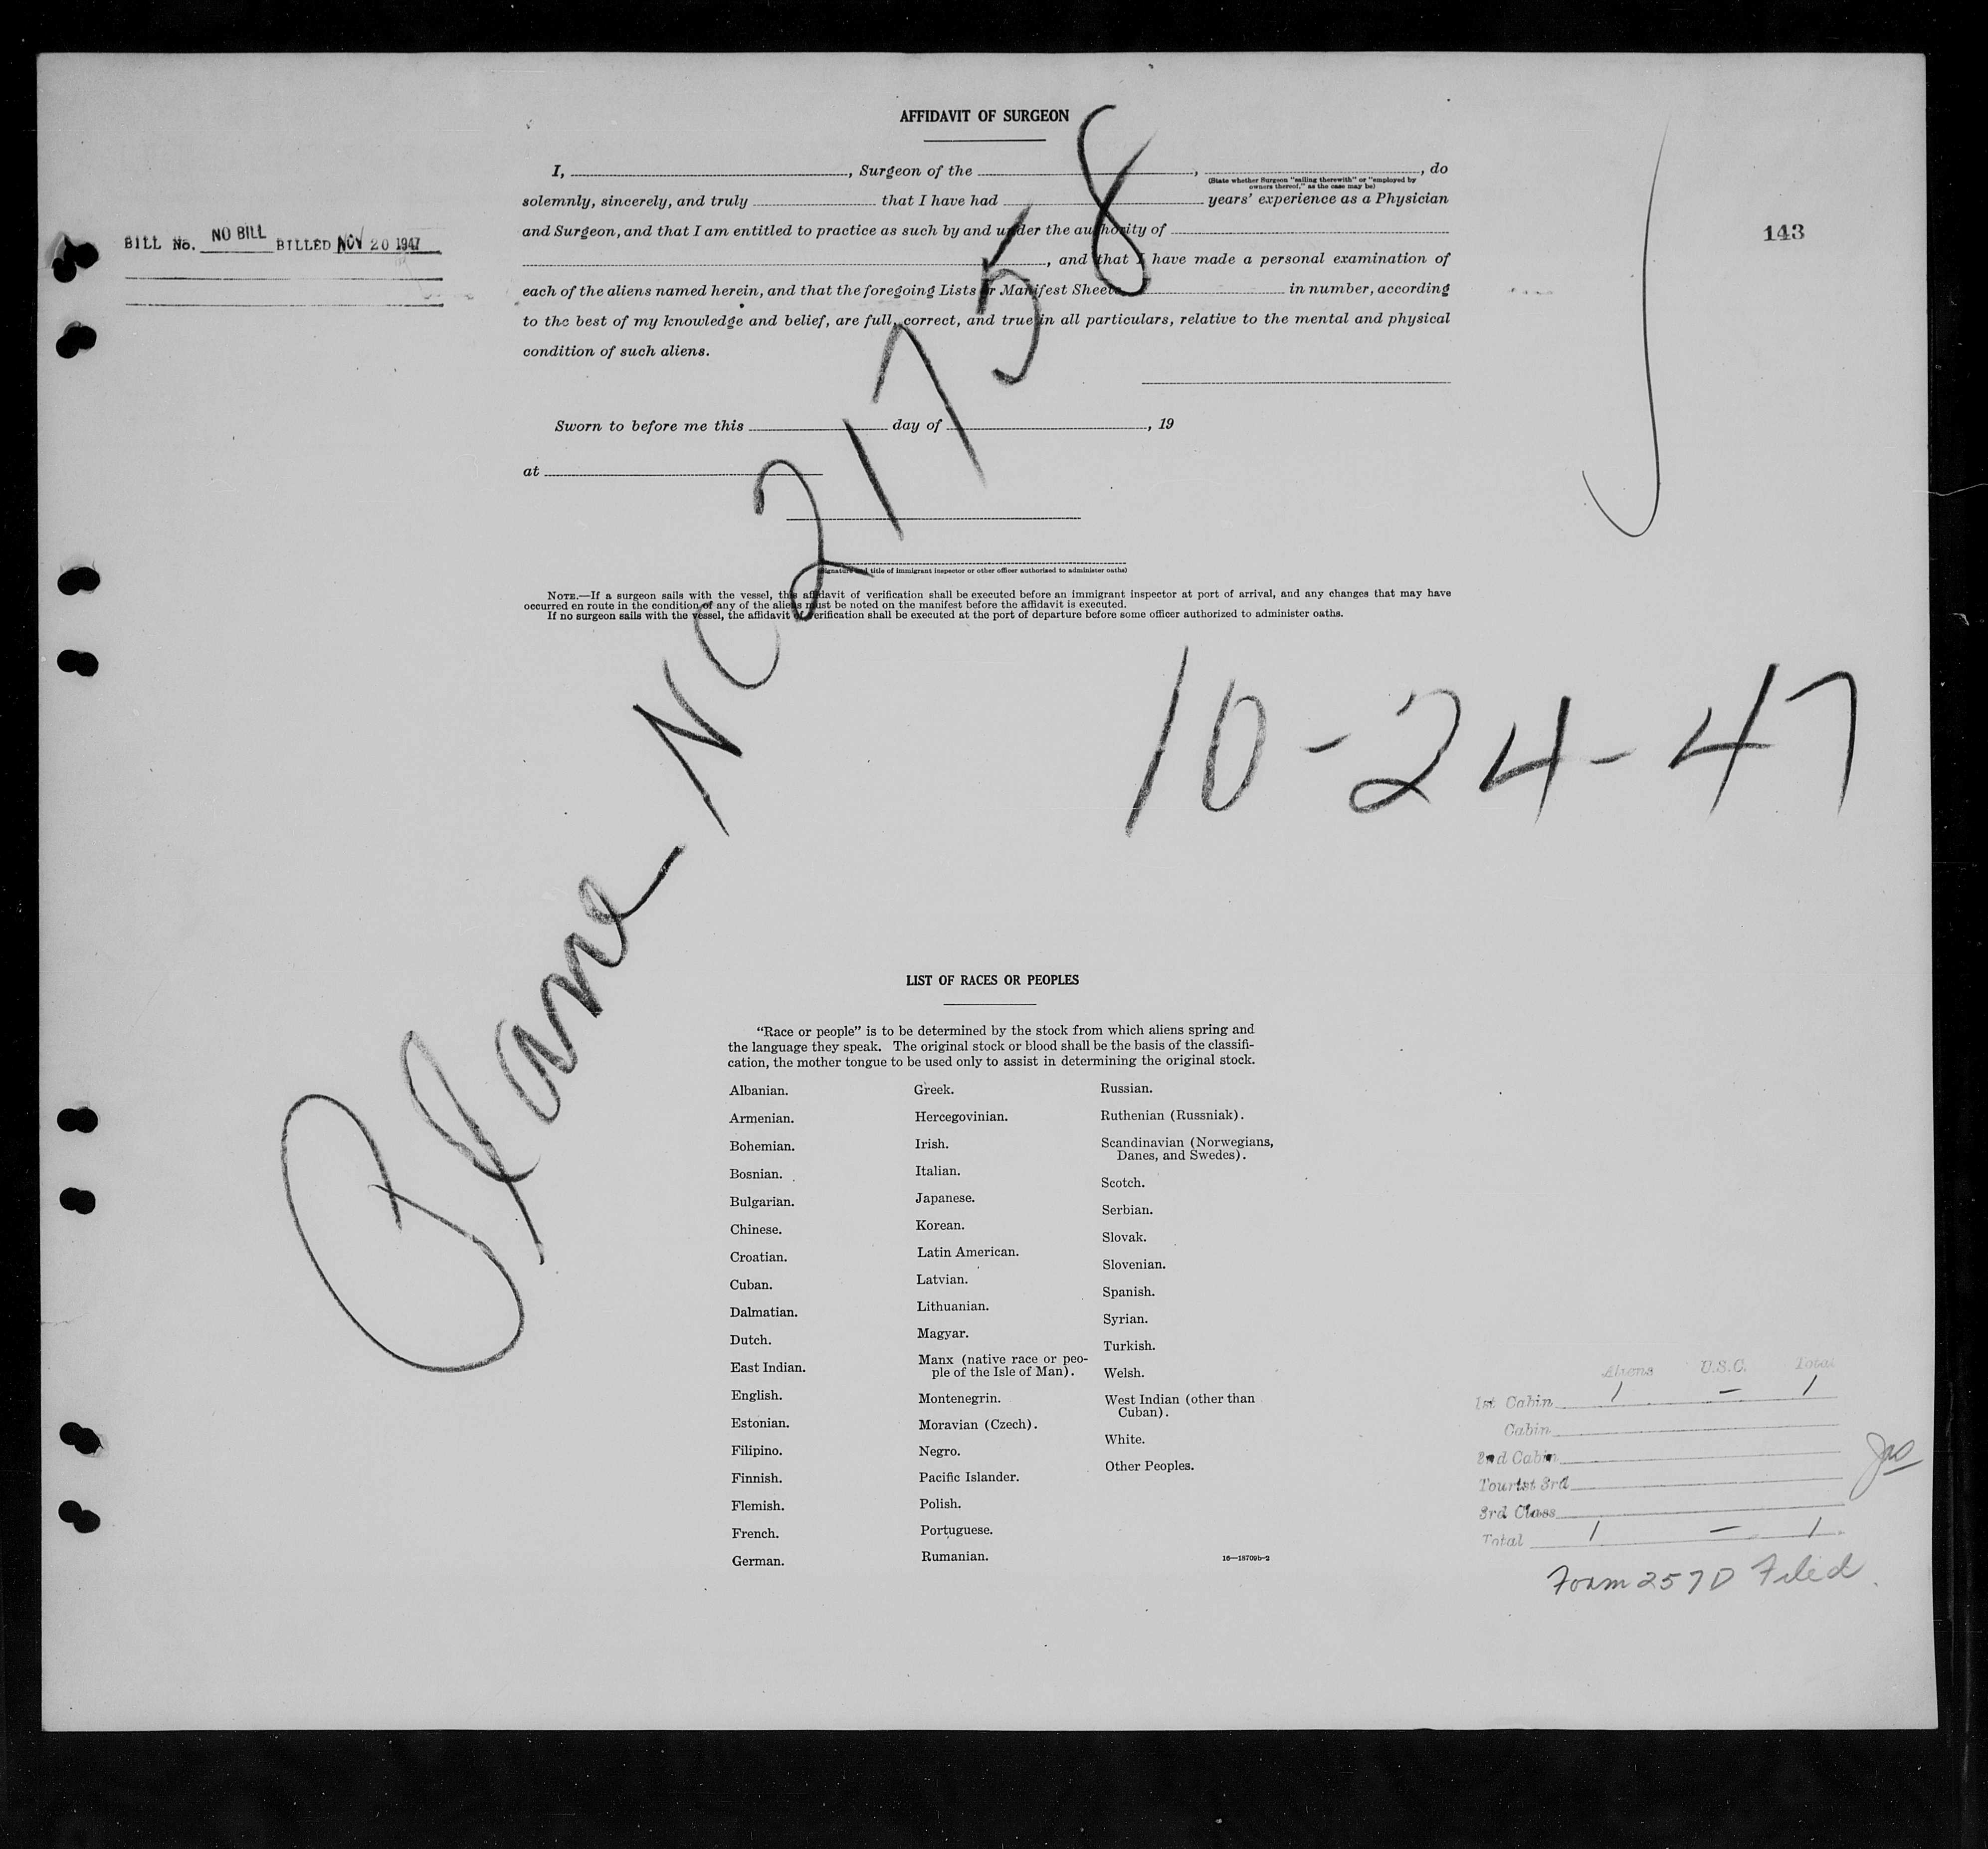 AFFIDAVIT OF SURGEON
I, , Surgeon of the , , do
(State whether Surgeon "sailing therewith" or "employed by
owners thereof," as the case may be)
solemnly, sincerely, and truly that I have had years' experience as a Physician
and Surgeon, and that I am entitled to practice as such by and under the authority of
, and that I have made a personal examination of
each of the aliens named herein, and that the foregoing Lists or Manifest Sheets, in number, according
to the best of my knowledge and belief, are full, correct, and true in all particulars, relative to the mental and physical
condition of such aliens.
Sworn to before me this day of , 19
at
(Signature and title of immigrant inspector or other officer authorized to administer oaths)
NOTE.—If a surgeon sails with the vessel, this affidavit of verification shall be executed before an immigrant inspector at port of arrival, and any changes that may have
occurred en route in the condition of any of the aliens must be noted on the manifest before the affidavit is executed.
If no surgeon sails with the vessel, the affidavit of verification shall be executed at the port of departure before some officer authorized to administer oaths.
BILL No. NO BILL BILLED NOV 20 1947
143
Plane NC 21758
10-24-47
LIST OF RACES OR PEOPLES
"Race or people" is to be determined by the stock from which aliens spring and
the language they speak. The original stock or blood shall be the basis of the classifi-
cation, the mother tongue to be used only to assist in determining the original stock.
Albanian.
Armenian.
Bohemian.
Bosnian.
Bulgarian.
Chinese.
Croatian.
Cuban.
Dalmatian.
Dutch.
East Indian.
English.
Estonian.
Filipino.
Finnish.
Flemish.
French.
German.
Greek.
Hercegovinian.
Irish.
Italian.
Japanese.
Korean.
Latin American.
Latvian.
Lithuanian.
Magyar.
Manx (native race or peo-
ple of the Isle of Man).
Montenegrin.
Moravian (Czech).
Negro.
Pacific Islander.
Polish.
Portuguese.
Rumanian.
Russian.
Ruthenian (Russniak).
Scandinavian (Norwegians,
Danes, and Swedes).
Scotch.
Serbian.
Slovak.
Slovenian.
Spanish.
Syrian.
Turkish.
Welsh.
West Indian (other than
Cuban).
White.
Other Peoples.
16—18709b-2
Aliens U.S.C. Total
1st Cabin 1 — 1
Cabin
2nd Cabin
Tourist 3rd
3rd Class
Total 1 — 1
Form 257D Filed